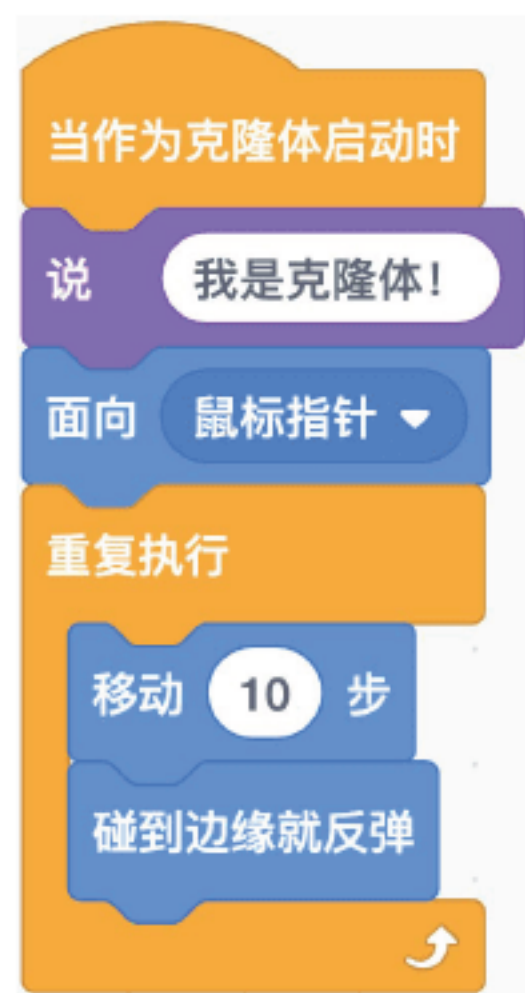 当作为克隆体启动时
说 我是克隆体！
面向 鼠标指针
重复执行
移动 10 步
碰到边缘就反弹